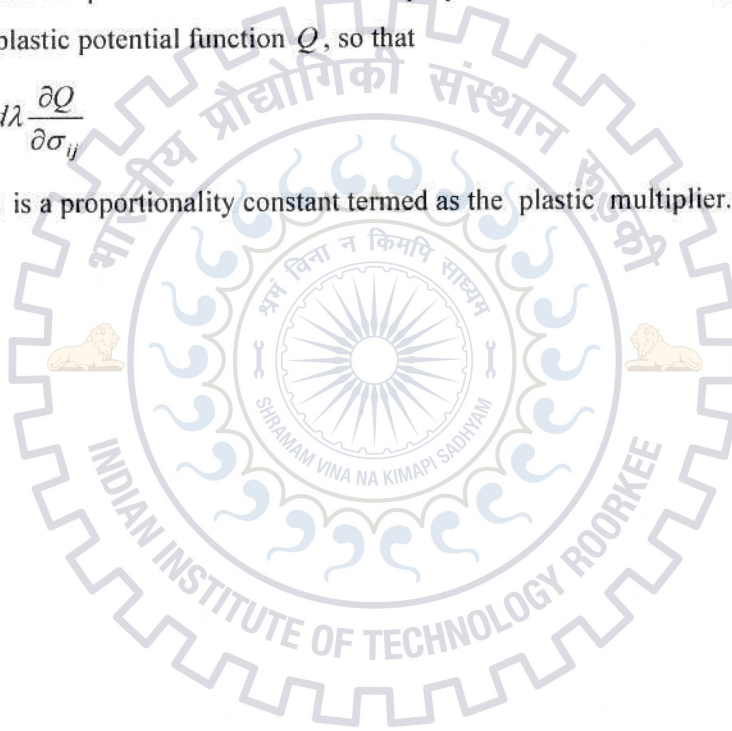 plastic potential function Q, so that
dλ ∂Q/∂σ_ij
is a proportionality constant termed as the plastic multiplier.
भारतीय प्रौद्योगिकी संस्थान रुड़की
श्रमं विना न किमपि साध्यम्
SHRAMAM VINA NA KIMAPI SADHYAM
INDIAN INSTITUTE OF TECHNOLOGY ROORKEE